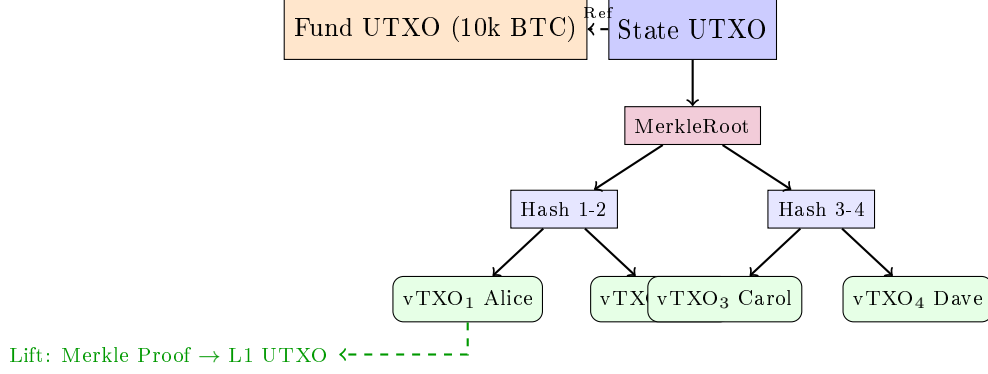 Ref
Fund UTXO (10k BTC)
State UTXO
MerkleRoot
Hash 1-2
Hash 3-4
vTXO₁ Alice
vTXO₃ Carol
vTXO₄ Dave
Lift: Merkle Proof → L1 UTXO